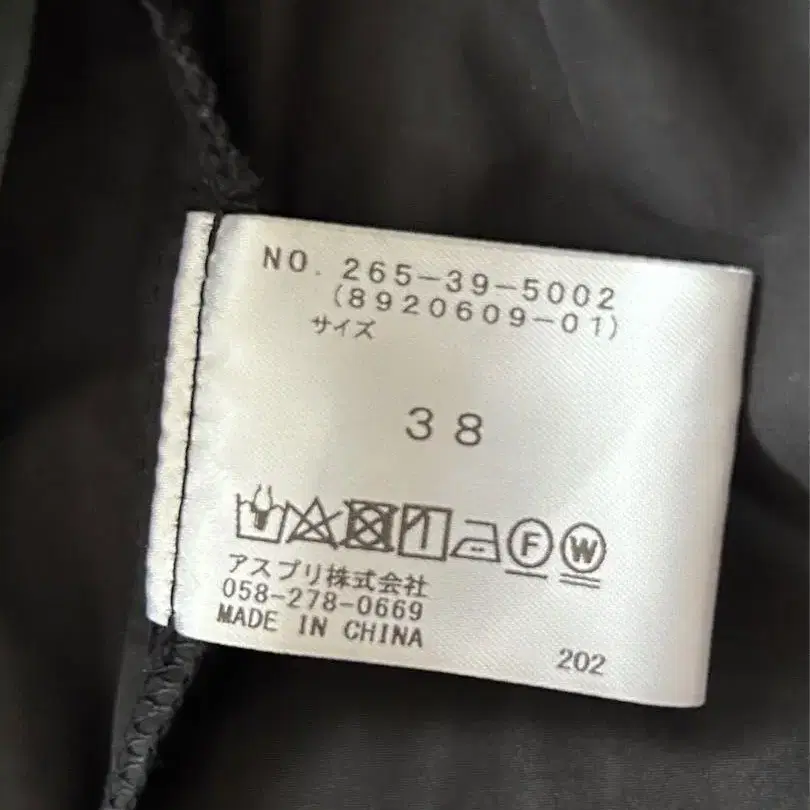 NO. 265-39-5002
(8920609-01)
サイズ
38
F W
アスプリ株式会社
058-278-0669
MADE IN CHINA
202